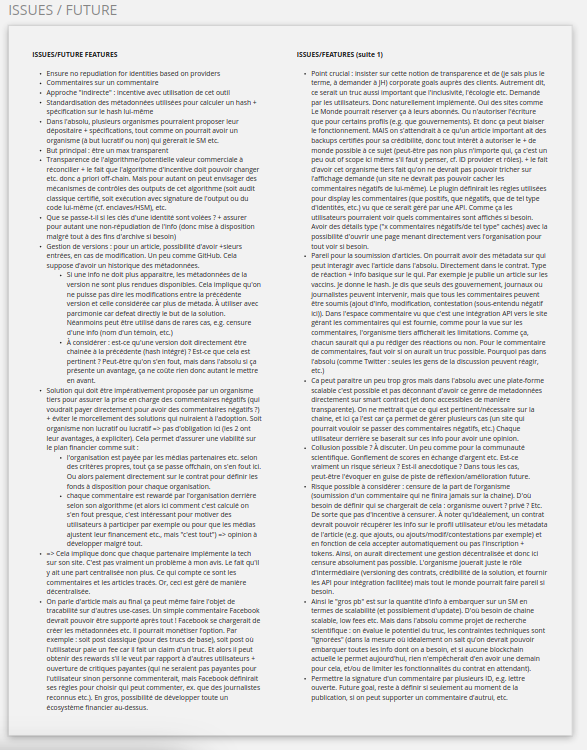 ISSUES / FUTURE
ISSUES/FUTURE FEATURES
• Ensure no repudiation for identities based on providers
• Commentaires sur un commentaire
• Approche "indirecte" : incentive avec utilisation de cet outil
• Standardisation des métadonnées utilisées pour calculer un hash +
spécification sur le hash lui-même
• Dans l'absolu, plusieurs organismes pourraient proposer leur
dépositaire + spécifications, tout comme on pourrait avoir un
organisme (à but lucratif ou non) qui gérerait le SM etc.
• But principal : être un max transparent
• Transparence de l'algorithme/potentielle valeur commerciale à
réconcilier + le fait que l'algorithme d'incentive doit pouvoir changer
etc. donc a priori off-chain. Mais pour autant on peut envisager des
mécanismes de contrôles des outputs de cet algorithme (soit audit
classique certifié, soit exécution avec signature de l'output ou du
code lui-même (cf. enclaves/HSM), etc.
• Que se passe-t-il si les clés d'identité sont volées ? + assurer
pour autant une non-répudiation de l'info (donc mise à disposition
malgré tout à des fins d'archive si besoin)
• Gestion de versions : pour un article, possibilité d'avoir +sieurs
entrées, en cas de modification. Un peu comme GitHub. Cela
suppose d'avoir un historique des métadonnées.
• Si une info ne doit plus apparaître, les métadonnées de la
version ne sont plus rendues disponibles. Cela implique qu'on
ne puisse pas dire les modifications entre la précédente
version et celle considérée car plus de méta. À utiliser avec
parcimonie car defeat directly le but de la solution.
Néanmoins peut être utilisé dans de rares cas, e.g. censure
d'une info (nom d'un témoin, etc.)
• À considérer : est-ce qu'une version doit directement être
chaînée à la précédente (hash intégré) ? Est-ce que cela est
pertinent ? Peut-être qu'on s'en fout, mais dans l'absolu si ça
présente un avantage, ça ne coûte rien donc autant le mettre
en avant.
• Solution qui doit être impérativement proposée par un organisme
tiers pour assurer la prise en charge des commentaires négatifs (qui
voudrait payer directement pour avoir des commentaires négatifs ?)
+ éviter le morcellement des solutions qui nuiraient à l'adoption. Soit
organisme non lucratif ou lucratif => pas d'obligation ici (les 2 ont
leur avantages, à expliciter). Cela permet d'assurer une viabilité sur
le plan financier comme suit :
• l'organisation est payée par les médias partenaires etc. selon
des critères propres, tout ça se passe offchain, on s'en fout ici.
Ou alors paiement directement sur le contrat pour définir les
fonds à disposition pour chaque organisation.
• chaque commentaire est rewardé par l'organisation derrière
selon son algorithme (et alors ici comment c'est calculé on
s'en fout presque, c'est intéressant pour motiver des
utilisateurs à participer par exemple ou pour que les médias
ajustent leur financement etc., mais "c'est tout") => opinion à
développer malgré tout.
• => Cela implique donc que chaque partenaire implémente la tech
sur son site. C'est pas vraiment un problème à mon avis. Le fait qu'il
y ait une part centralisée non plus. Ce qui compte ce sont les
commentaires et les articles tracés. Or, ceci est géré de manière
décentralisée.
• On parle d'article mais au final ça peut même faire l'objet de
tracabilité sur d'autres use-cases. Un simple commentaire Facebook
devrait pouvoir être supporté après tout ! Facebook se chargerait de
créer les métadonnées etc. Il pourrait monétiser l'option. Par
exemple : soit post classique (pour des trucs de base), soit post où
l'utilisateur paie un fee car il fait un claim d'un truc. Et alors il peut
obtenir des rewards s'il le veut par rapport à d'autres utilisateurs +
ouverture de critiques payantes (qui ne seraient pas payantes pour
l'utilisateur sinon personne commenterait, mais Facebook définirait
ses règles pour choisir qui peut commenter, ex. que des journalistes
reconnus etc.). En gros, possibilité de développer toute un
écosystème financier au-dessus.
ISSUES/FEATURES (suite 1)
• Point crucial : insister sur cette notion de transparence et de (je sais plus le
terme, à demander à JH) corporate goals auprès des clients. Autrement dit,
ce serait un truc aussi important que l'inclusivité, l'écologie etc. Demandé
par les utilisateurs. Donc naturellement implémenté. Oui des sites comme
Le Monde pourrait réserver ça à leurs abonnés. Ou n'autoriser l'écriture
que pour certains profils (e.g. que gouvernements). Et donc ça peut biaiser
le fonctionnement. MAIS on s'attendrait à ce qu'un article important ait des
backups certifiés pour sa crédibilité, donc tout intérêt à autoriser le + de
monde possible à ce sujet (peut-être pas non plus n'importe qui, ça c'est un
peu out of scope ici même s'il faut y penser, cf. ID provider et rôles). + le fait
d'avoir cet organisme tiers fait qu'on ne devrait pas pouvoir tricher sur
l'affichage demandé (un site ne devrait pas pouvoir cacher les
commentaires négatifs de lui-même). Le plugin définirait les règles utilisées
pour display les commentaires (que positifs, que négatifs, que de tel type
d'identités, etc.) vu que ce serait géré par une API. Comme ça les
utilisateurs pourraient voir quels commentaires sont affichés si besoin.
Avoir des détails type ("x commentaires négatifs/de tel type" cachés) avec la
possibilité d'ouvrir une page menant directement vers l'organisation pour
tout voir si besoin.
• Pareil pour la soumission d'articles. On pourrait avoir des métadata sur qui
peut interagir avec l'article dans l'absolu. Directement dans le contrat. Type
de réaction + info basique sur le qui. Par exemple je publie un article sur les
vaccins. Je donne le hash. Je dis que seuls des gouvernement, journaux ou
journalistes peuvent intervenir, mais que tous les commentaires peuvent
être soumis (ajout d'info, modification, contestation (sous-entendu négatif
ici)). Dans l'espace commentaire vu que c'est une intégration API vers le site
gérant les commentaires qui est fournie, comme pour la vue sur les
commentaires, l'organisme tiers afficherait les limitations. Comme ça,
chacun saurait qui a pu rédiger des réactions ou non. Pour le commentaire
de commentaires, faut voir si on aurait un truc possible. Pourquoi pas dans
l'absolu (comme Twitter : seules les gens de la discussion peuvent réagir,
etc.)
• Ca peut paraître un peu trop gros mais dans l'absolu avec une plate-forme
scalable c'est possible et pas déconnant d'avoir ce genre de metadonnées
directement sur smart contract (et donc accessibles de manière
transparente). On ne mettrait que ce qui est pertinent/nécessaire sur la
chaine, et ici ça l'est car ça permet de gérer plusieurs cas (un site qui
pourrait vouloir se passer des commentaires négatifs, etc.) Chaque
utilisateur derrière se baserait sur ces info pour avoir une opinion.
• Collusion possible ? À discuter. Un peu comme pour la communauté
scientifique. Gonflement de scores en échange d'argent etc. Est-ce
vraiment un risque sérieux ? Est-il anecdotique ? Dans tous les cas,
peut-être l'évoquer en guise de piste de réflexion/amélioration future.
• Risque possible à considérer : censure de la part de l'organisme
(soumission d'un commentaire qui ne finira jamais sur la chaine). D'où
besoin de définir qui se chargerait de cela : organisme ouvert ? privé ? Etc.
De sorte que pas d'incentive à censurer. À noter qu'idéalement, un contrat
devrait pouvoir récupérer les info sur le profil utilisateur et/ou les métadata
de l'article (e.g. que ajouts, ou ajouts/modif/contestations par exemple) et
en fonction de cela accepter automatiquement ou pas l'inscription +
tokens. Ainsi, on aurait directement une gestion décentralisée et donc ici
censure absolument pas possible. L'organisme jouerait juste le rôle
d'intermédiaire (versioning des contrats, crédibilité de la solution, et fournir
les API pour intégration facilitée) mais tout le monde pourrait faire pareil si
besoin.
• Ainsi le "gros pb" est sur la quantité d'info à embarquer sur un SM en
termes de scalabilité (et possiblement d'update). D'où besoin de chaine
scalable, low fees etc. Mais dans l'absolu comme projet de recherche
scientifique : on évalue le potentiel du truc, les contraintes techniques sont
"ignorées" (dans la mesure où idéalement on sait qu'on devrait pouvoir
embarquer toutes les info dont on a besoin, et si aucune blockchain
actuelle le permet aujourd'hui, rien n'empêcherait d'en avoir une demain
pour cela, et/ou de limiter les fonctionnalités du contrat en attendant).
• Permettre la signature d'un commentaire par plusieurs ID, e.g. lettre
ouverte. Future goal, reste à définir si seulement au moment de la
publication, si on peut supporter un commentaire d'autrui, etc.